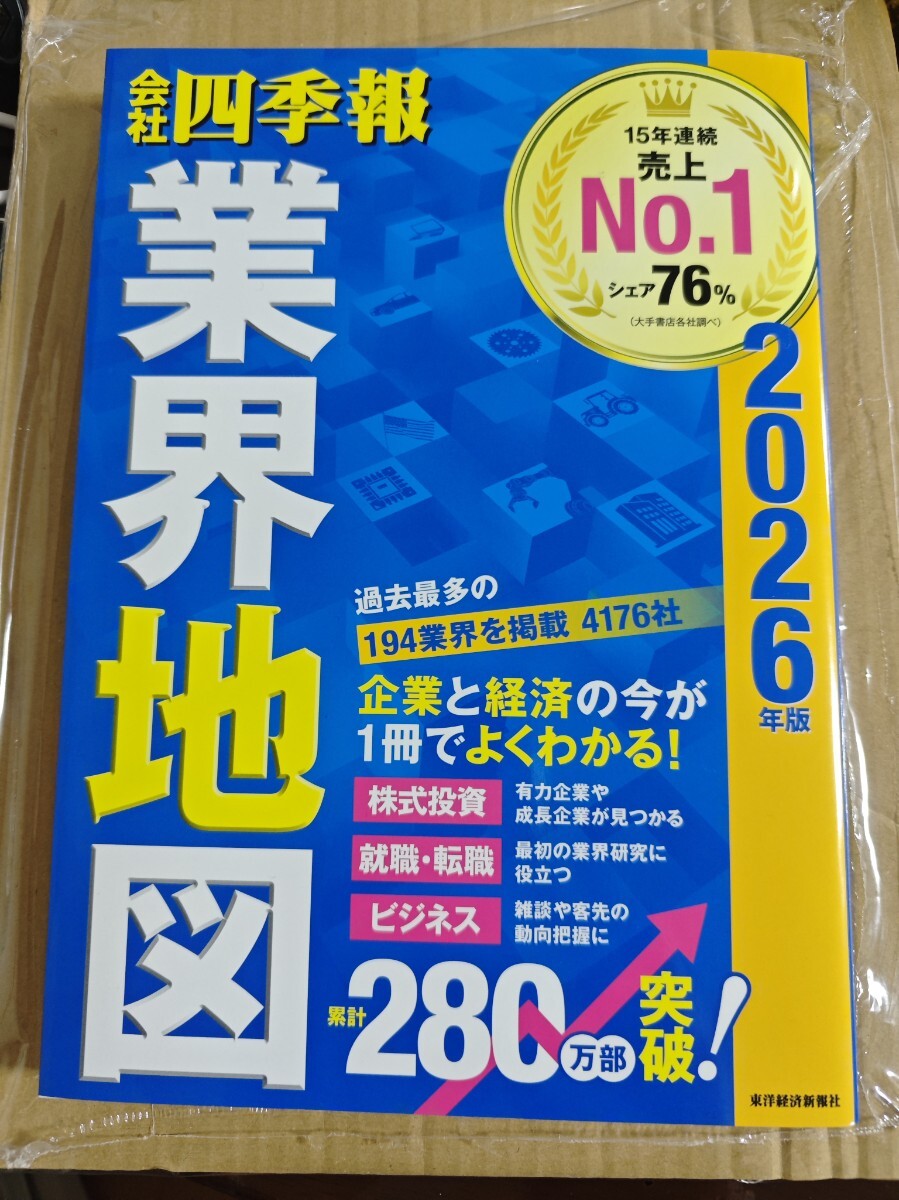 会社四季報
業界地図
15年連続
売上
No.1
シェア76%
(大手書店各社調べ)
2026年版
過去最多の
194業界を掲載 4176社
企業と経済の今が
1冊でよくわかる!
株式投資
有力企業や
成長企業が見つかる
就職・転職
最初の業界研究に
役立つ
ビジネス
雑談や客先の
動向把握に
累計280万部突破!
東洋経済新報社